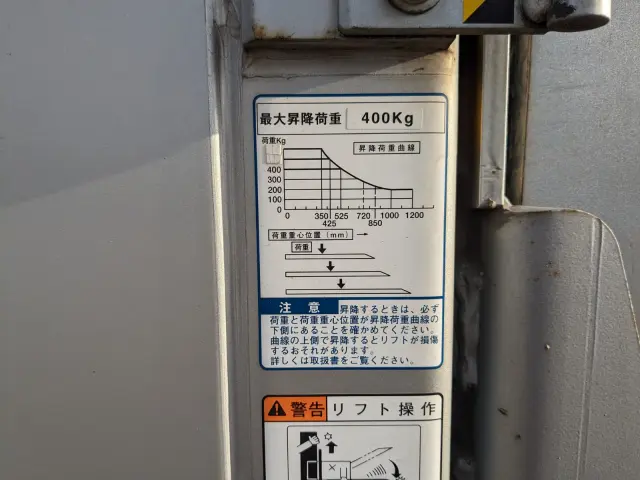 最大昇降荷重 400Kg
荷重Kg
昇降荷重曲線
400
300
200
100
0
0 350 525 720 1000 1200
425 850
荷重重心位置(mm) →
荷重
注意 昇降するときは、必ず
荷重と荷重重心位置が昇降荷重曲線の
下側にあることを確かめてください。
曲線の上側で昇降するとリフトが損傷
するおそれがあります。
詳しくは取扱書をご覧ください。
警告 リフト操作